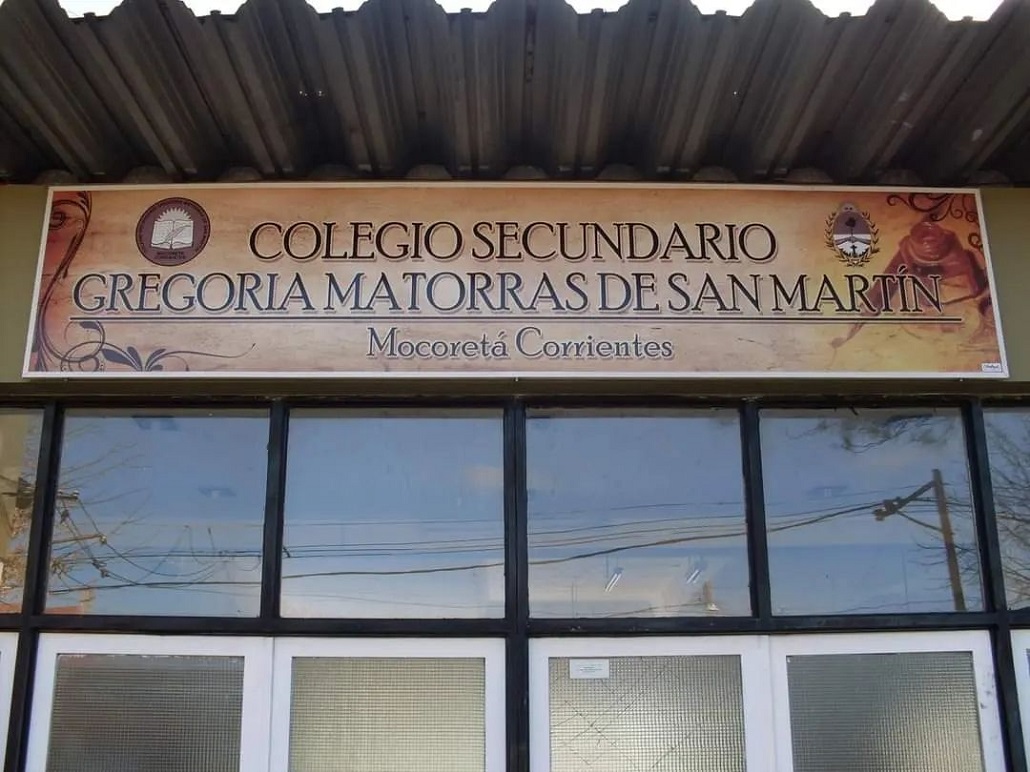 COLEGIO SECUNDARIO
GREGORIA MATORRAS DE SAN MARTÍN
Mocoretá Corrientes